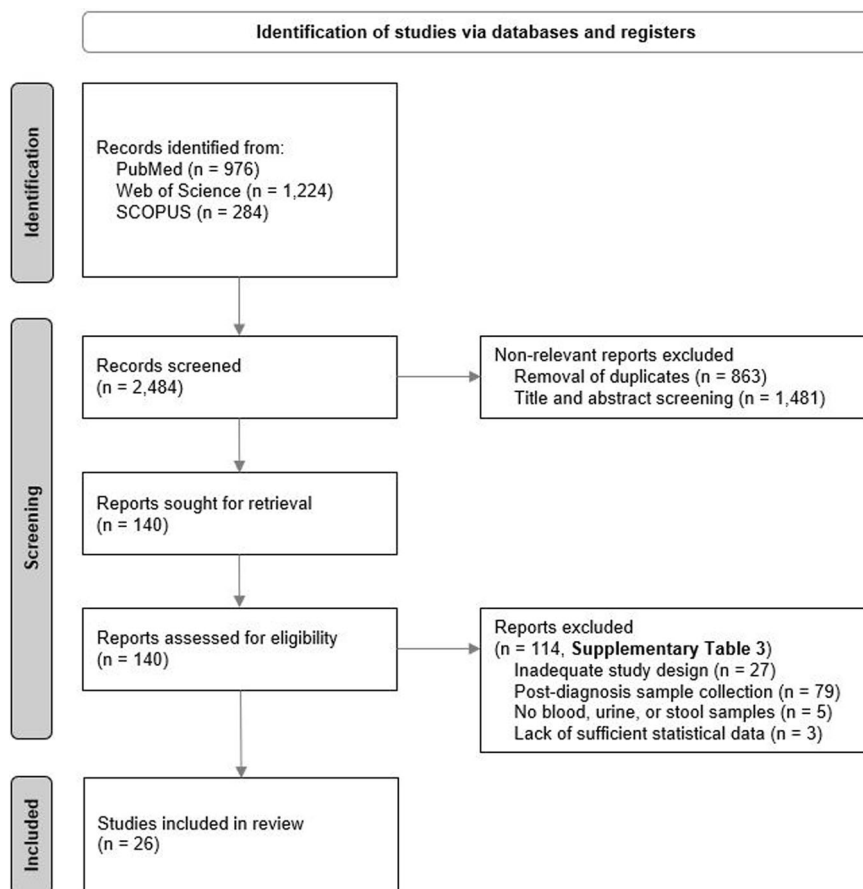 Identification of studies via databases and registers
Identification
Records identified from:
PubMed (n = 976)
Web of Science (n = 1,224)
SCOPUS (n = 284)
Screening
Records screened
(n = 2,484)
Non-relevant reports excluded
Removal of duplicates (n = 863)
Title and abstract screening (n = 1,481)
Reports sought for retrieval
(n = 140)
Reports assessed for eligibility
(n = 140)
Reports excluded
(n = 114, Supplementary Table 3)
Inadequate study design (n = 27)
Post-diagnosis sample collection (n = 79)
No blood, urine, or stool samples (n = 5)
Lack of sufficient statistical data (n = 3)
Included
Studies included in review
(n = 26)